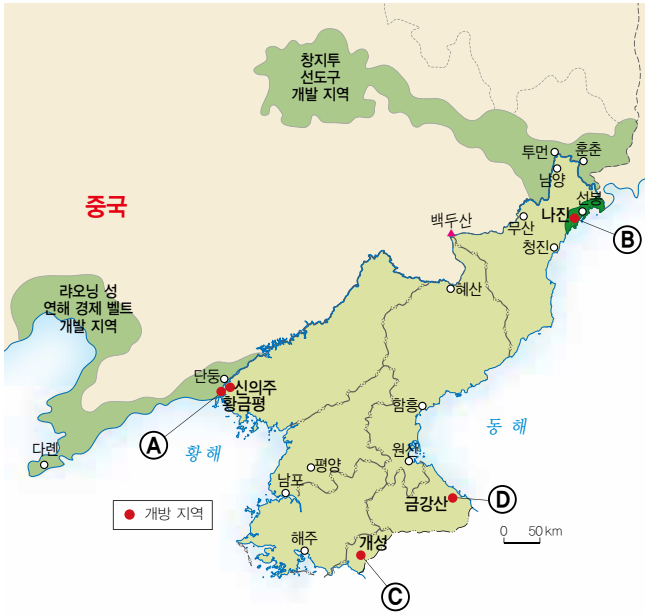 창지투
선도구
개발 지역
투먼
훈춘
남양
선봉
나진
무산
청진
B
백두산
중국
혜산
랴오닝 성
연해 경제 벨트
개발 지역
단둥
신의주
황금평
A
황해
다롄
함흥
동해
원산
평양
남포
금강산
D
개방 지역
0 50km
해주
개성
C